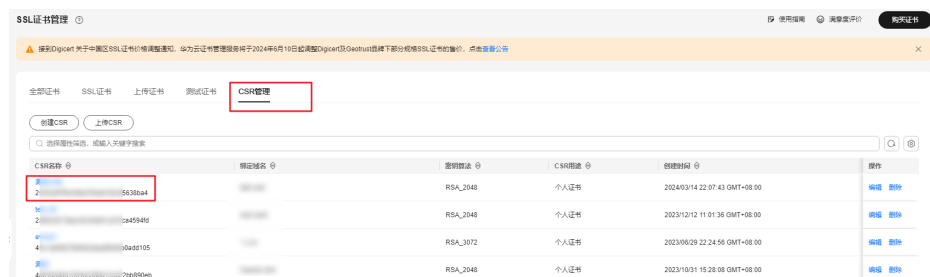 SSL证书管理
使用指南 满意度评价 购买证书
接到Digicert 关于中国区SSL证书价格调整通知，华为云证书管理服务将于2024年6月10日起调整Digicert及Geotrust品牌下部分规格SSL证书的售价，点击查看公告
全部证书 SSL证书 上传证书 测试证书 CSR管理
创建CSR 上传CSR
选择属性筛选，或输入关键字搜索
CSR名称 绑定域名 密钥算法 CSR用途 创建时间 操作
5638ba4 RSA_2048 个人证书 2024/03/14 22:07:43 GMT+08:00 编辑 删除
ca4594fd RSA_2048 个人证书 2023/12/12 11:01:36 GMT+08:00 编辑 删除
b0add105 RSA_3072 个人证书 2023/06/29 22:24:56 GMT+08:00 编辑 删除
2bb890eb RSA_2048 个人证书 2023/10/31 15:28:08 GMT+08:00 编辑 删除